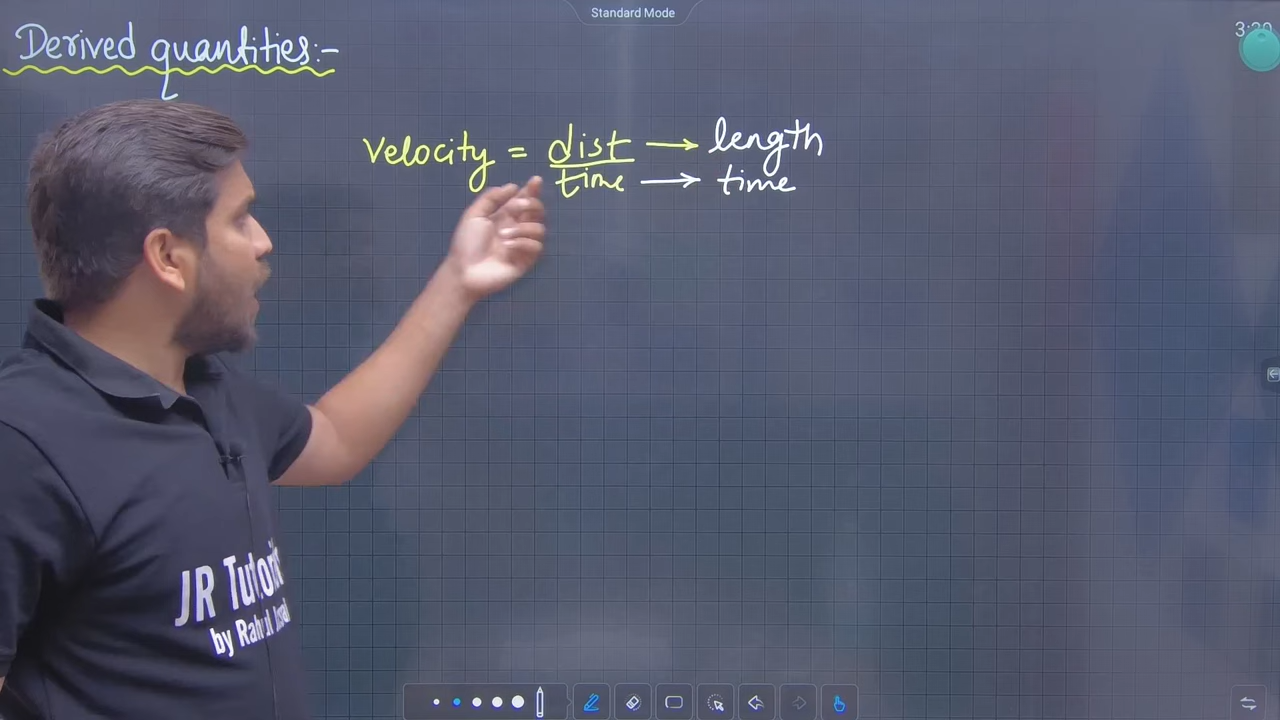 Standard Mode
Derived quantities:-
Velocity = dist → length
time → time
JR Tutorials
by Rahul